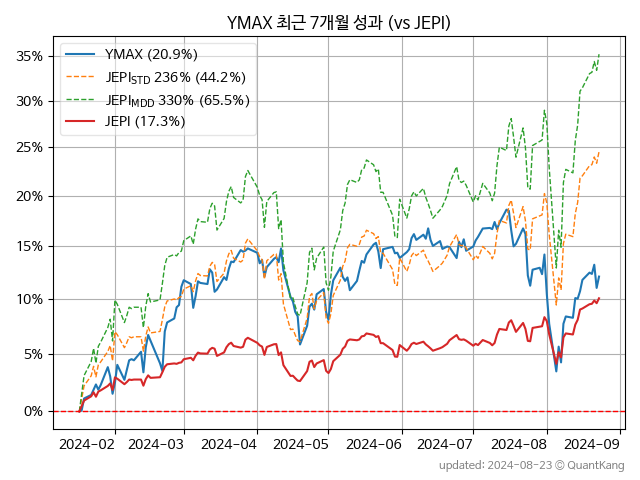 YMAX 최근 7개월 성과 (vs JEPI)
YMAX (20.9%)
JEPISTD 236% (44.2%)
JEPIMDD 330% (65.5%)
JEPI (17.3%)
35%
30%
25%
20%
15%
10%
5%
0%
2024-02 2024-03 2024-04 2024-05 2024-06 2024-07 2024-08 2024-09
updated: 2024-08-23 © QuantKang